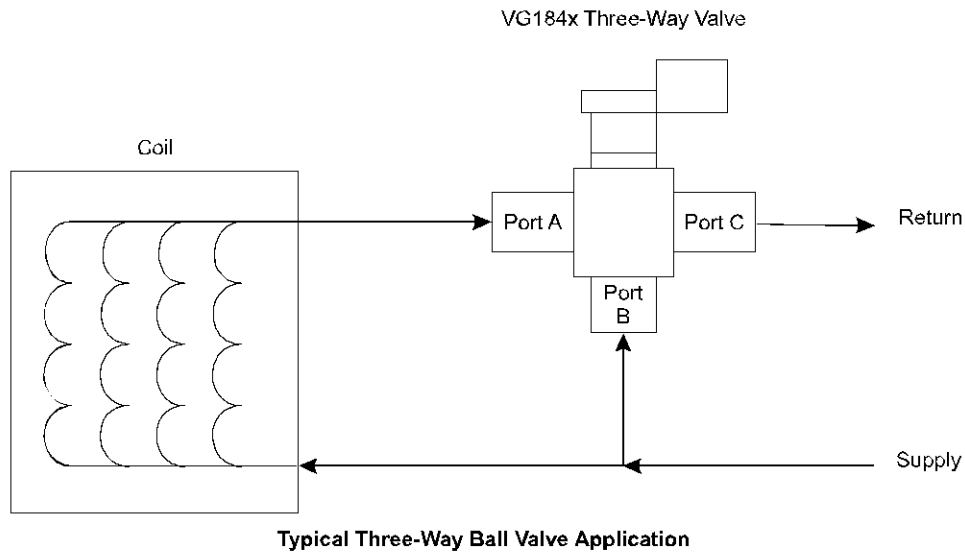 VG184x Three-Way Valve
Coil
Port A
Port C
Return
Port
B
Supply
Typical Three-Way Ball Valve Application